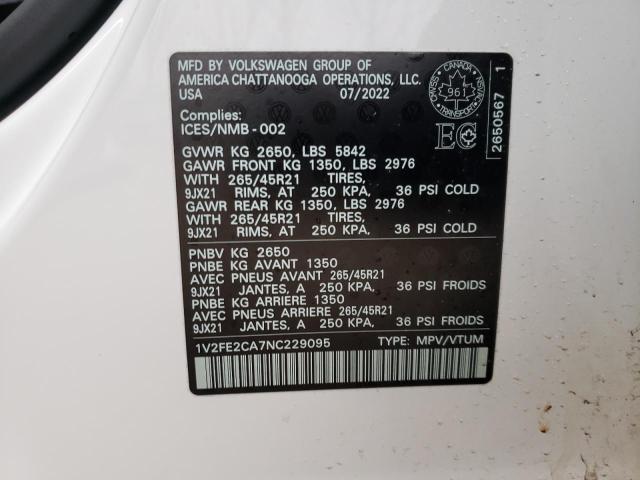 MFD BY VOLKSWAGEN GROUP OF
AMERICA CHATTANOOGA OPERATIONS, LLC.
USA 07/2022
Complies:
ICES/NMB-002
CANADA
961
TRANSPORT
EC
2650567 1
GVWR KG 2650, LBS 5842
GAWR FRONT KG 1350, LBS 2976
WITH 265/45R21 TIRES,
9JX21 RIMS, AT 250 KPA, 36 PSI COLD
GAWR REAR KG 1350, LBS 2976
WITH 265/45R21 TIRES,
9JX21 RIMS, AT 250 KPA, 36 PSI COLD
PNBV KG 2650
PNBE KG AVANT 1350
AVEC PNEUS AVANT 265/45R21
9JX21 JANTES, A 250 KPA, 36 PSI FROIDS
PNBE KG ARRIERE 1350
AVEC PNEUS ARRIERE 265/45R21
9JX21 JANTES, A 250 KPA, 36 PSI FROIDS
1V2FE2CA7NC229095 TYPE: MPV/VTUM